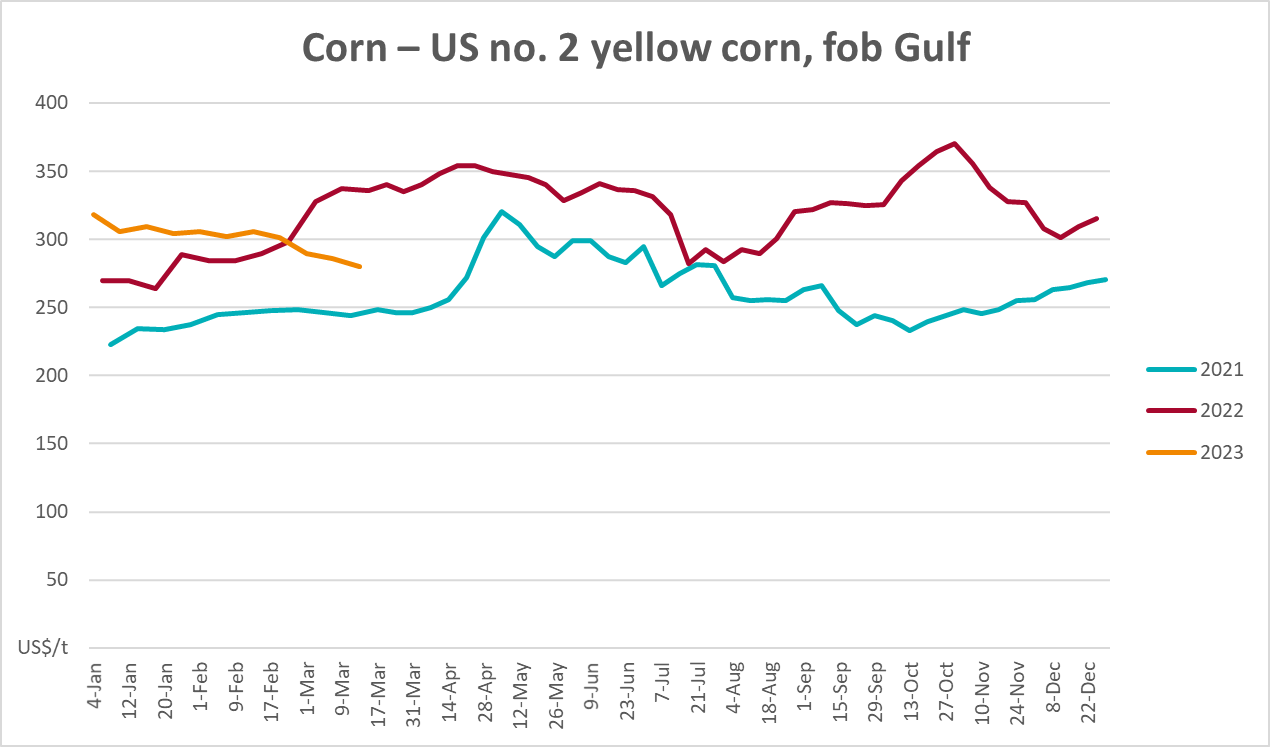 Corn – US no. 2 yellow corn, fob Gulf
400
350
300
250
200
150
100
50
US$/t
4-Jan
12-Jan
20-Jan
1-Feb
9-Feb
17-Feb
1-Mar
9-Mar
17-Mar
31-Mar
14-Apr
28-Apr
12-May
26-May
9-Jun
23-Jun
7-Jul
21-Jul
4-Aug
18-Aug
1-Sep
15-Sep
29-Sep
13-Oct
27-Oct
10-Nov
24-Nov
8-Dec
22-Dec
2021
2022
2023